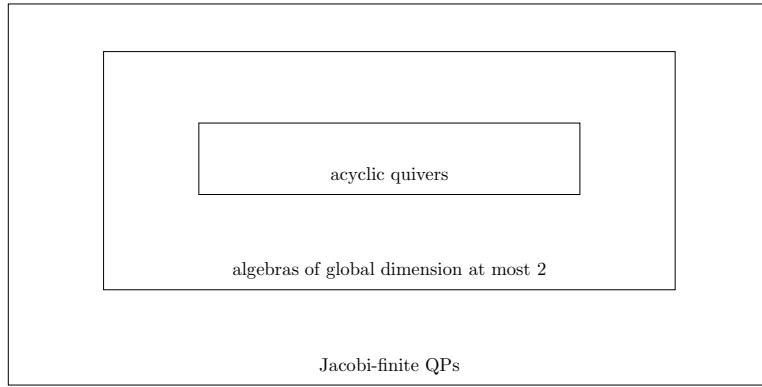 acyclic quivers
algebras of global dimension at most 2
Jacobi-finite QPs